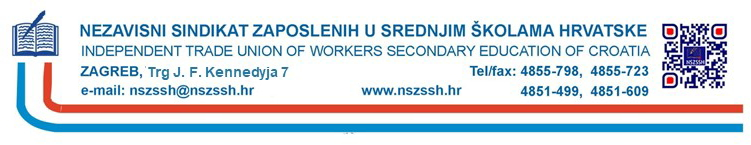 NEZAVISNI SINDIKAT ZAPOSLENIH U SREDNJIM ŠKOLAMA HRVATSKE
INDEPENDENT TRADE UNION OF WORKERS SECONDARY EDUCATION OF CROATIA
ZAGREB, Trg J. F. Kennedyja 7 Tel/fax: 4855-798, 4855-723
e-mail: nszssh@nszssh.hr www.nszssh.hr 4851-499, 4851-609
NSZSSH